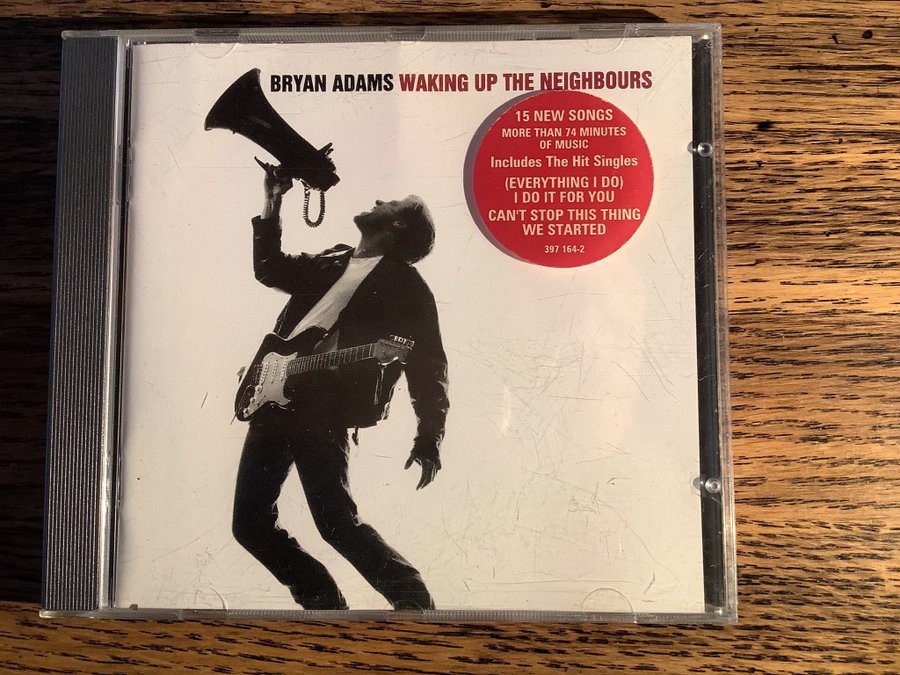 BRYAN ADAMS WAKING UP THE NEIGHBOURS
15 NEW SONGS
MORE THAN 74 MINUTES
OF MUSIC
Includes The Hit Singles
(EVERYTHING I DO)
I DO IT FOR YOU
CAN'T STOP THIS THING
WE STARTED
397 164-2